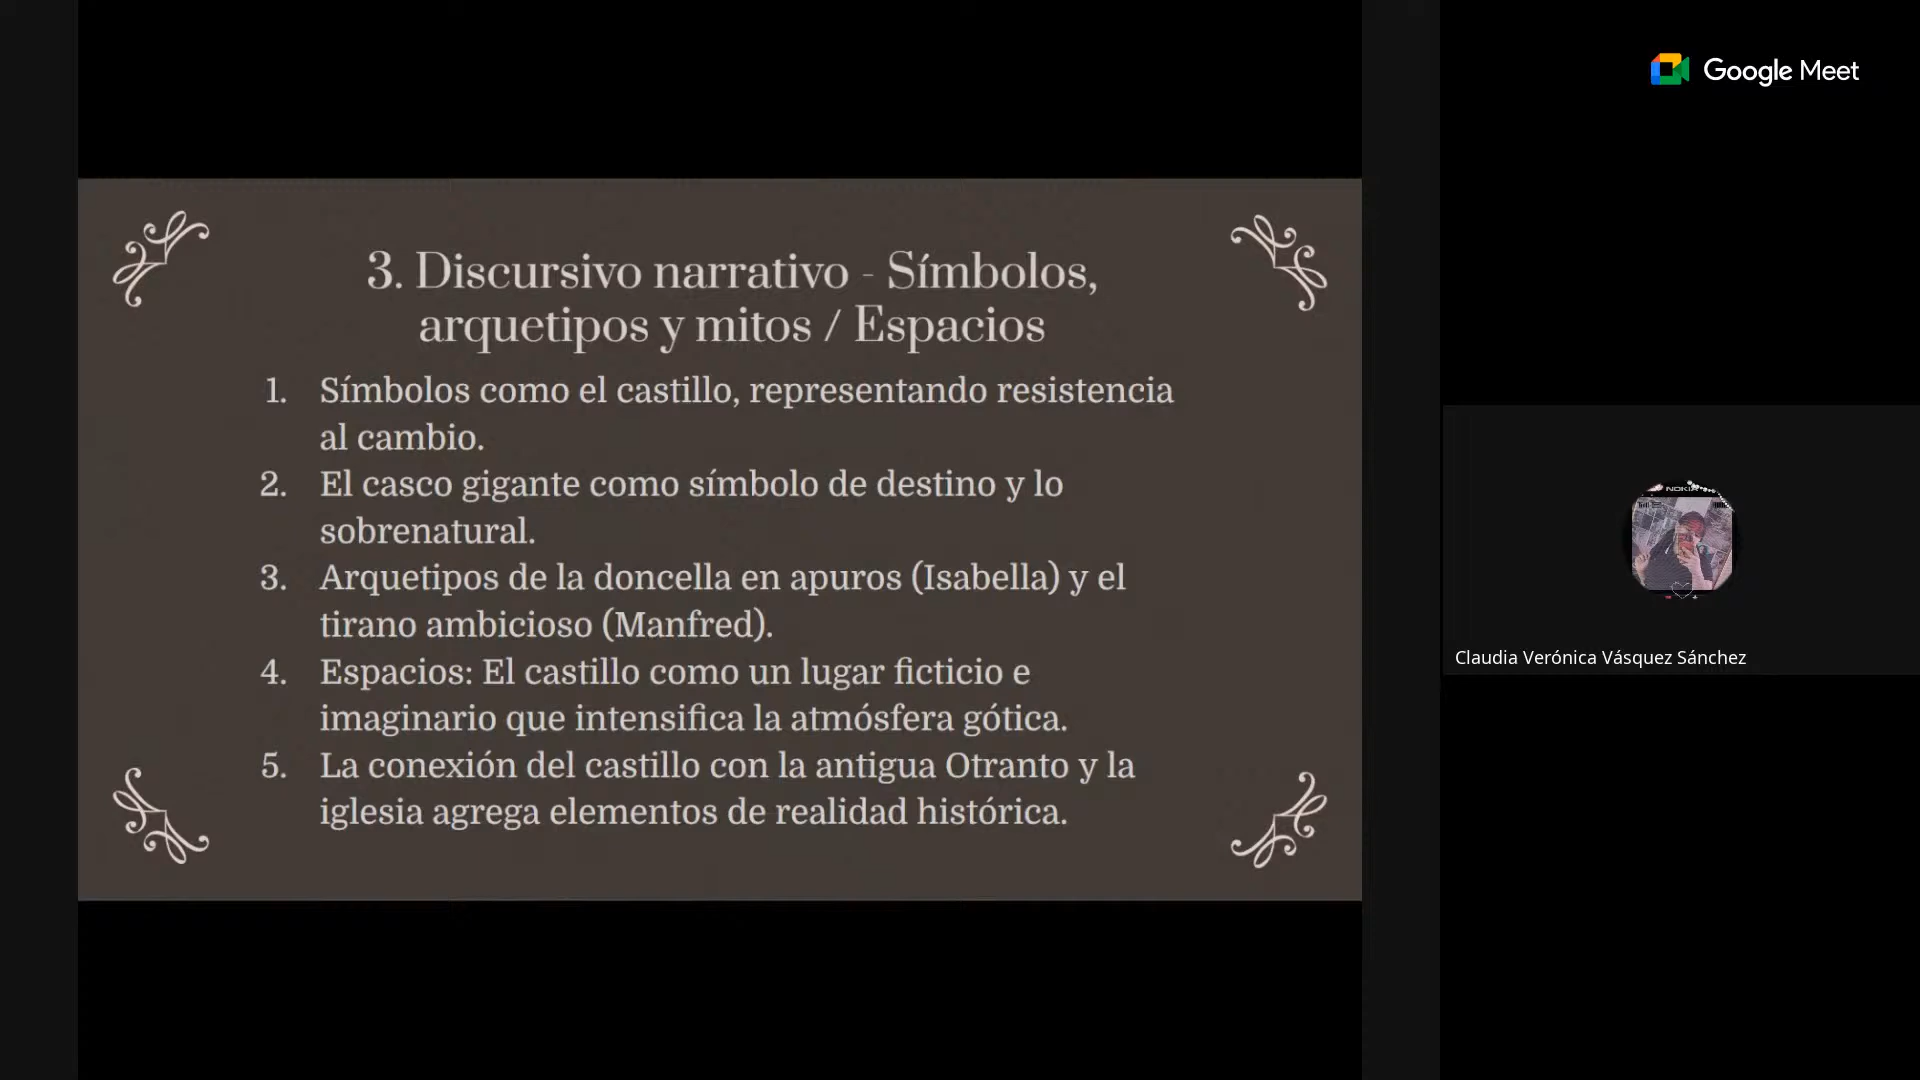 Google Meet
3. Discursivo narrativo - Símbolos,
arquetipos y mitos / Espacios
1. Símbolos como el castillo, representando resistencia
al cambio.
2. El casco gigante como símbolo de destino y lo
sobrenatural.
3. Arquetipos de la doncella en apuros (Isabella) y el
tirano ambicioso (Manfred).
4. Espacios: El castillo como un lugar ficticio e
imaginario que intensifica la atmósfera gótica.
5. La conexión del castillo con la antigua Otranto y la
iglesia agrega elementos de realidad histórica.
NOKIA
Claudia Verónica Vásquez Sánchez